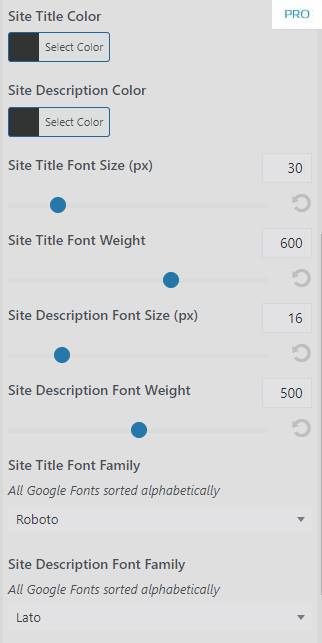 Site Title Color
PRO
Select Color
Site Description Color
Select Color
Site Title Font Size (px)
30
Site Title Font Weight
600
Site Description Font Size (px)
16
Site Description Font Weight
500
Site Title Font Family
All Google Fonts sorted alphabetically
Roboto
Site Description Font Family
All Google Fonts sorted alphabetically
Lato